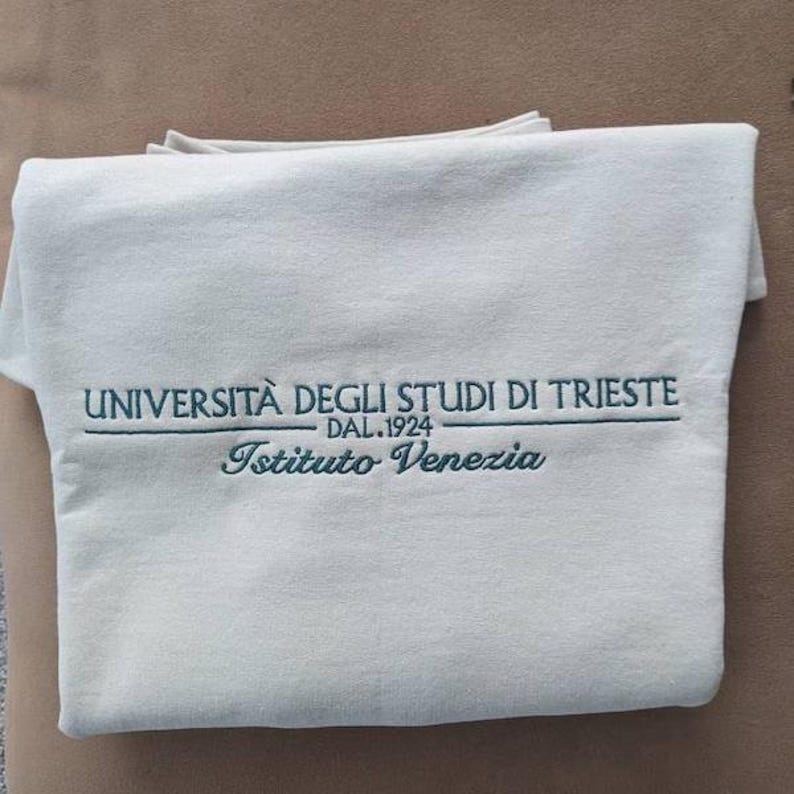 UNIVERSITÀ DEGLI STUDI DI TRIESTE
DAL.1924
Istituto Venezia